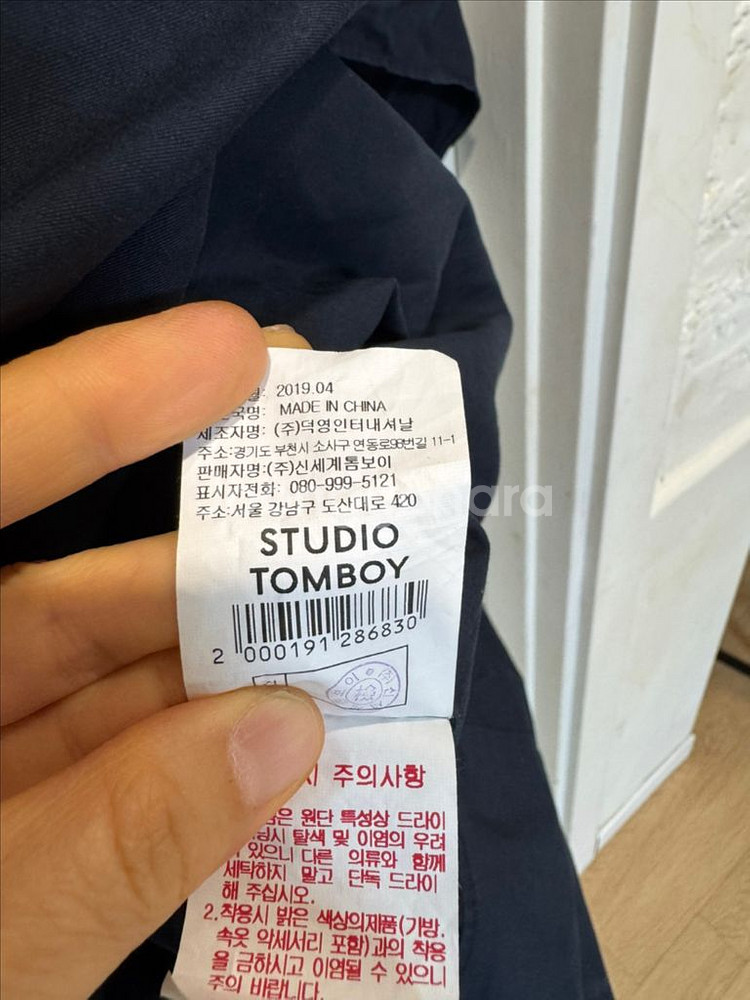 2019.04
MADE IN CHINA
제조자명: (주)덕영인터내셔날
주소:경기도 부천시 소사구 연동로98번길 11-1
판매자명:(주)신세계톰보이
표시자전화: 080-999-5121
주소:서울 강남구 도산대로 420
STUDIO
TOMBOY
2 000191 286830
주의사항
원단 특성상 드라이
탈색 및 이염의 우려
있으니 다른 의류와 함께
세탁하지 말고 단독 드라이
해 주십시오.
2.착용시 밝은 색상의제품(가방,
속옷 악세서리 포함)과의 착용
을 금하시고 이염될 수 있으니
주의 바랍니다.